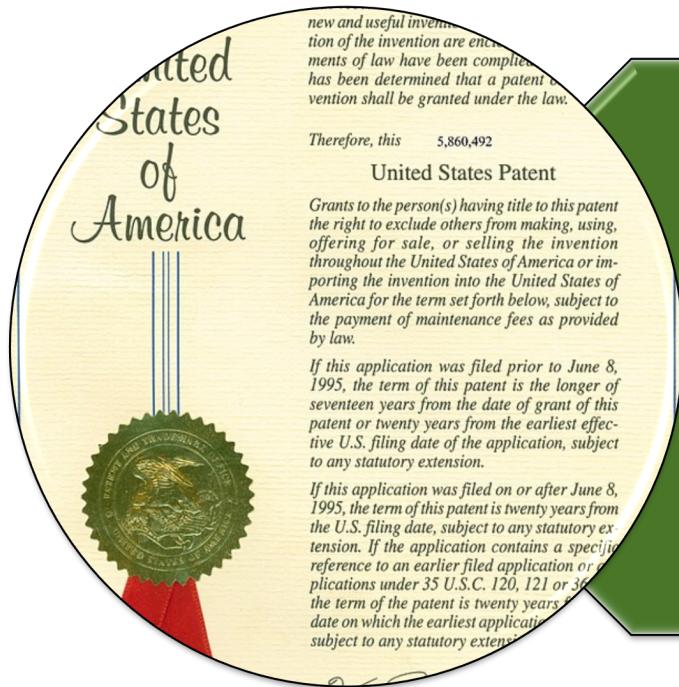 United
States
of
America
new and useful
tion of the invention are
ments of law have been
has been determined that a patent
vention shall be granted under the law.
Therefore, this 5,860,492
United States Patent
Grants to the person(s) having title to this patent
the right to exclude others from making, using,
offering for sale, or selling the invention
throughout the United States of America or im-
porting the invention into the United States of
America for the term set forth below, subject to
the payment of maintenance fees as provided
by law.
If this application was filed prior to June 8,
1995, the term of this patent is the longer of
seventeen years from the date of grant of this
patent or twenty years from the earliest effec-
tive U.S. filing date of the application, subject
to any statutory extension.
If this application was filed on or after June 8,
1995, the term of this patent is twenty years from
the U.S. filing date, subject to any statutory ex-
tension. If the application contains a specific
reference to an earlier filed application or
plications under 35 U.S.C. 120, 121 or
the term of the patent is twenty years
date on which the earliest
subject to any statutory
PATENT AND TRADEMARK OFFICE
UNITED STATES OF AMERICA